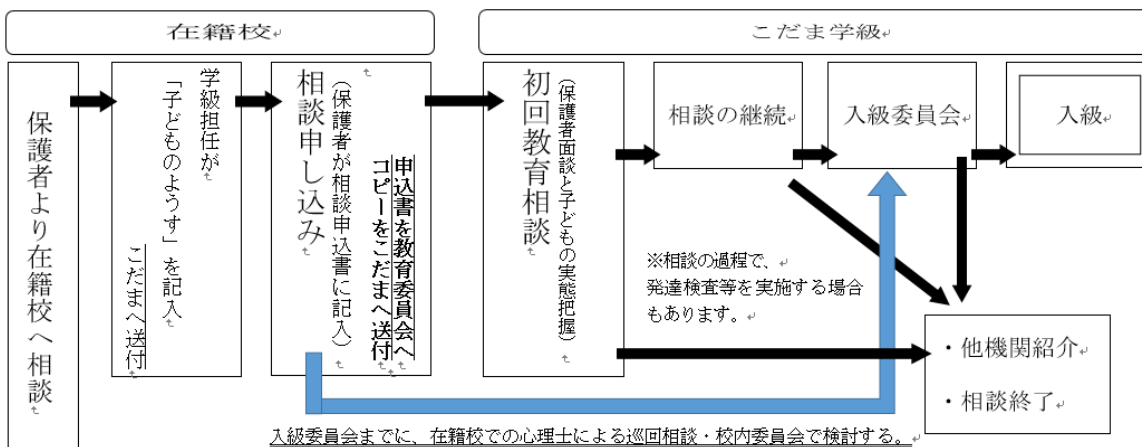 在籍校
こだま学級
保護者より在籍校へ相談
学級担任が
「子どものようす」を記入
こだまへ送付
相談申し込み
（保護者が相談申込書に記入）
申込書を教育委員会へ
コピーをこだまへ送付
初回教育相談
（保護者面談と子どもの実態把握）
相談の継続
入級委員会
入級
※相談の過程で、
発達検査等を実施する場合
もあります。
・他機関紹介
・相談終了
入級委員会までに、在籍校での心理士による巡回相談・校内委員会で検討する。